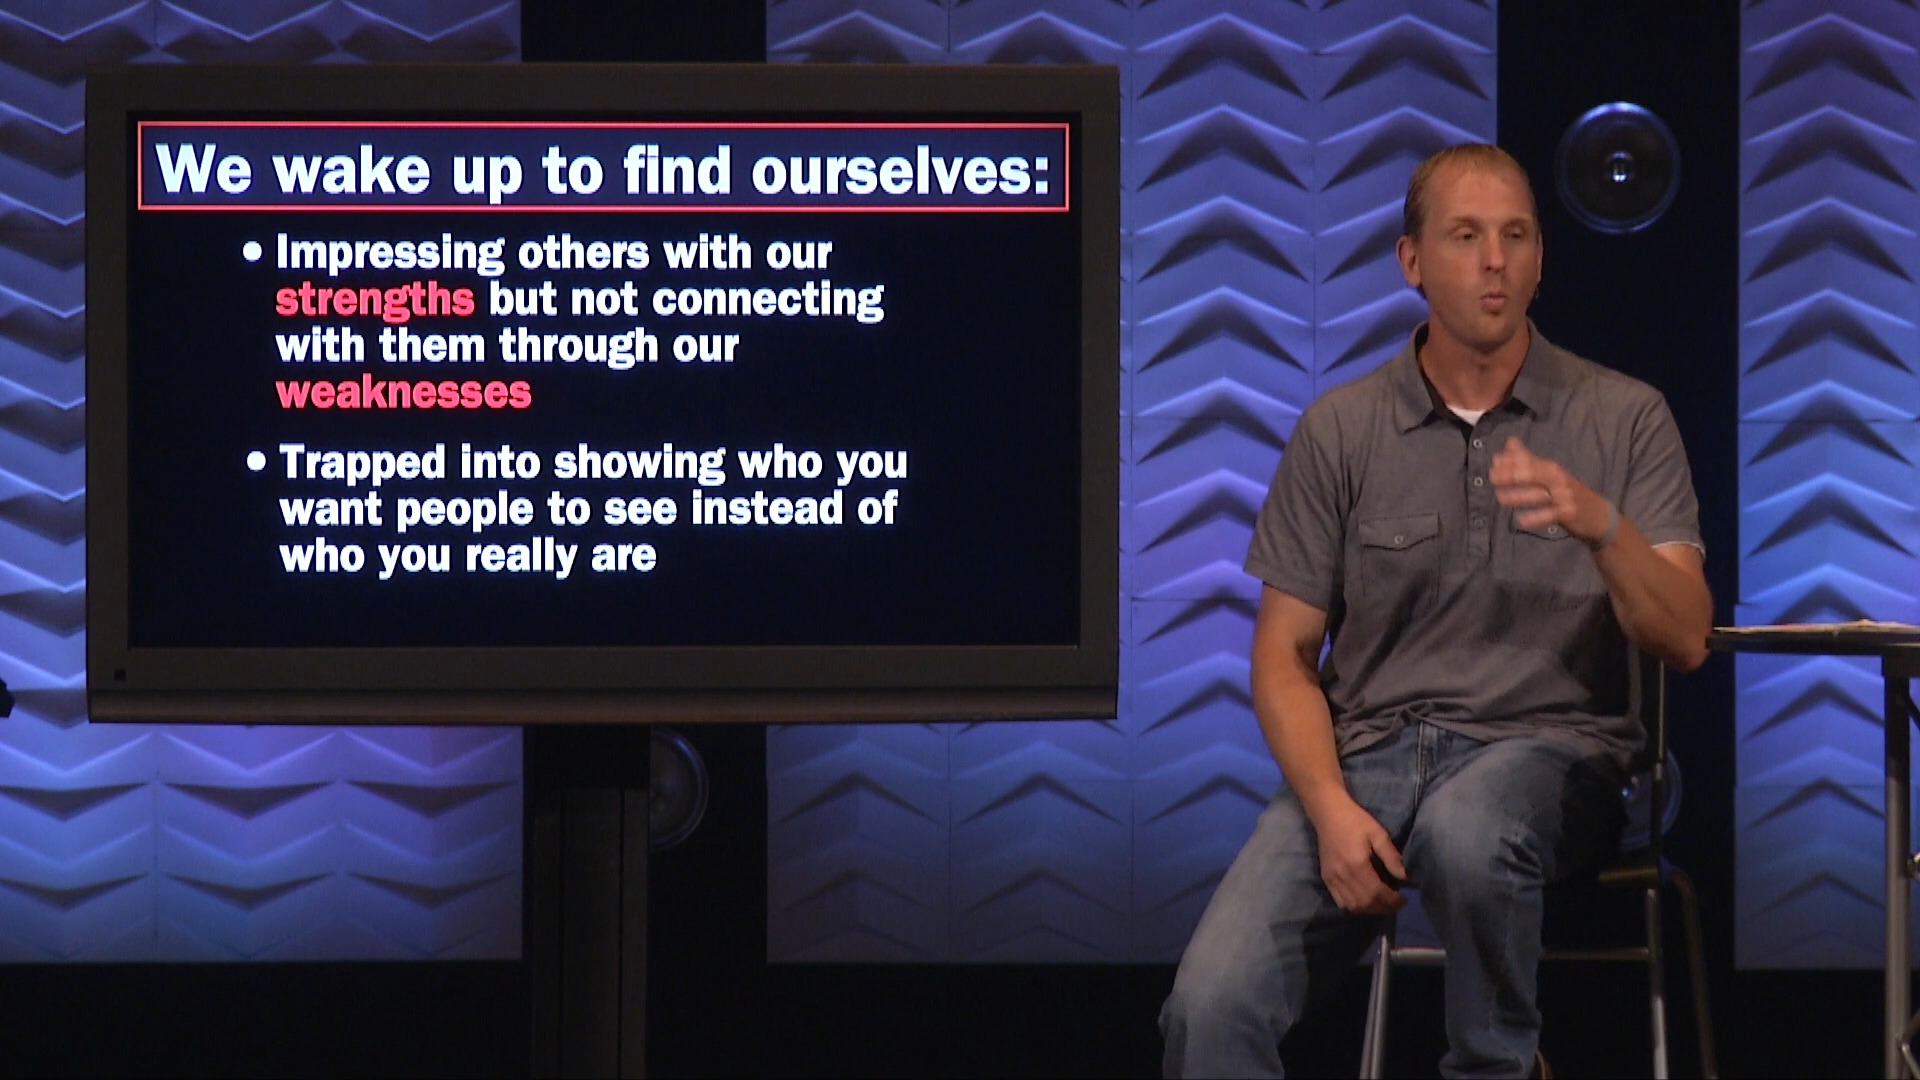 We wake up to find ourselves:
• Impressing others with our
strengths but not connecting
with them through our
weaknesses
• Trapped into showing who you
want people to see instead of
who you really are